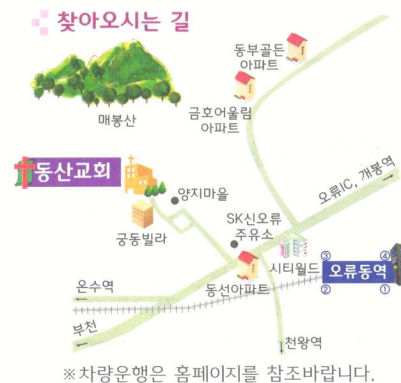 찾아오시는 길
동부골든
아파트
매봉산
금호어울림
아파트
동산교회
양지마을
오류IC, 개봉역
궁동빌라
SK신오류
주유소
시티월드
③ ④
오류동역
② ①
동선아파트
온수역
부천
천왕역
※차량운행은 홈페이지를 참조바랍니다.